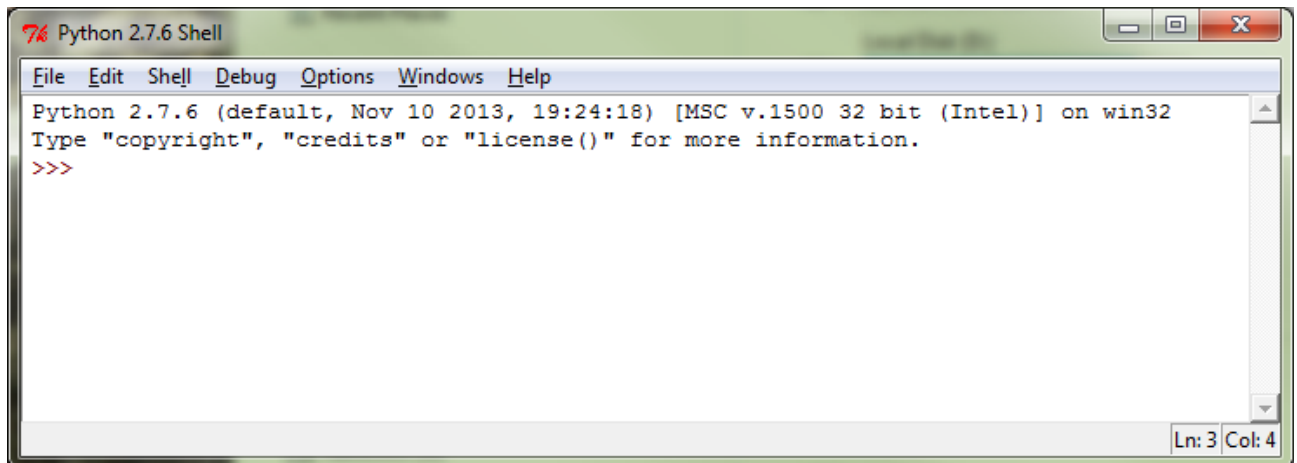 Python 2.7.6 Shell
File Edit Shell Debug Options Windows Help
Python 2.7.6 (default, Nov 10 2013, 19:24:18) [MSC v.1500 32 bit (Intel)] on win32
Type "copyright", "credits" or "license()" for more information.
>>>
Ln: 3 Col: 4